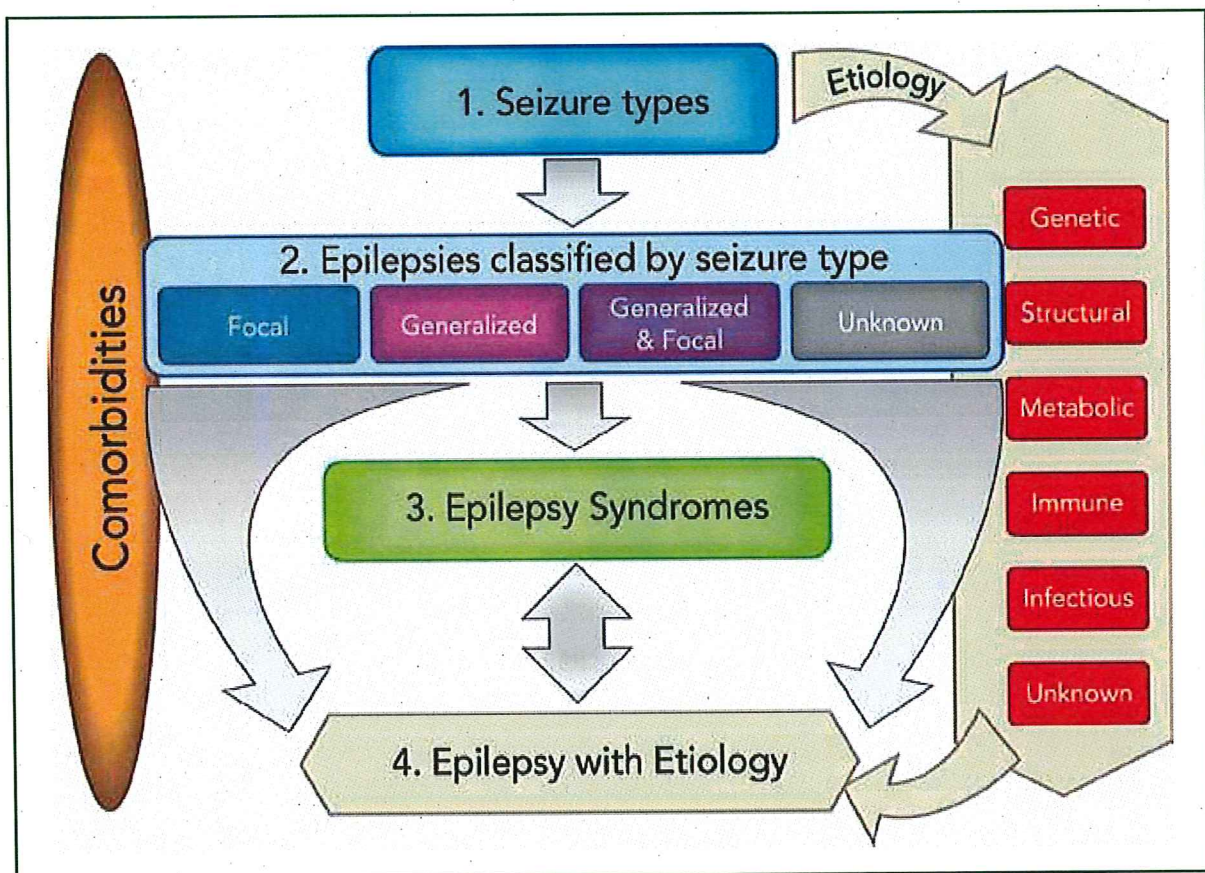 1. Seizure types
Etiology
Comorbidities
2. Epilepsies classified by seizure type
Focal
Generalized
Generalized
& Focal
Unknown
3. Epilepsy Syndromes
4. Epilepsy with Etiology
Genetic
Structural
Metabolic
Immune
Infectious
Unknown